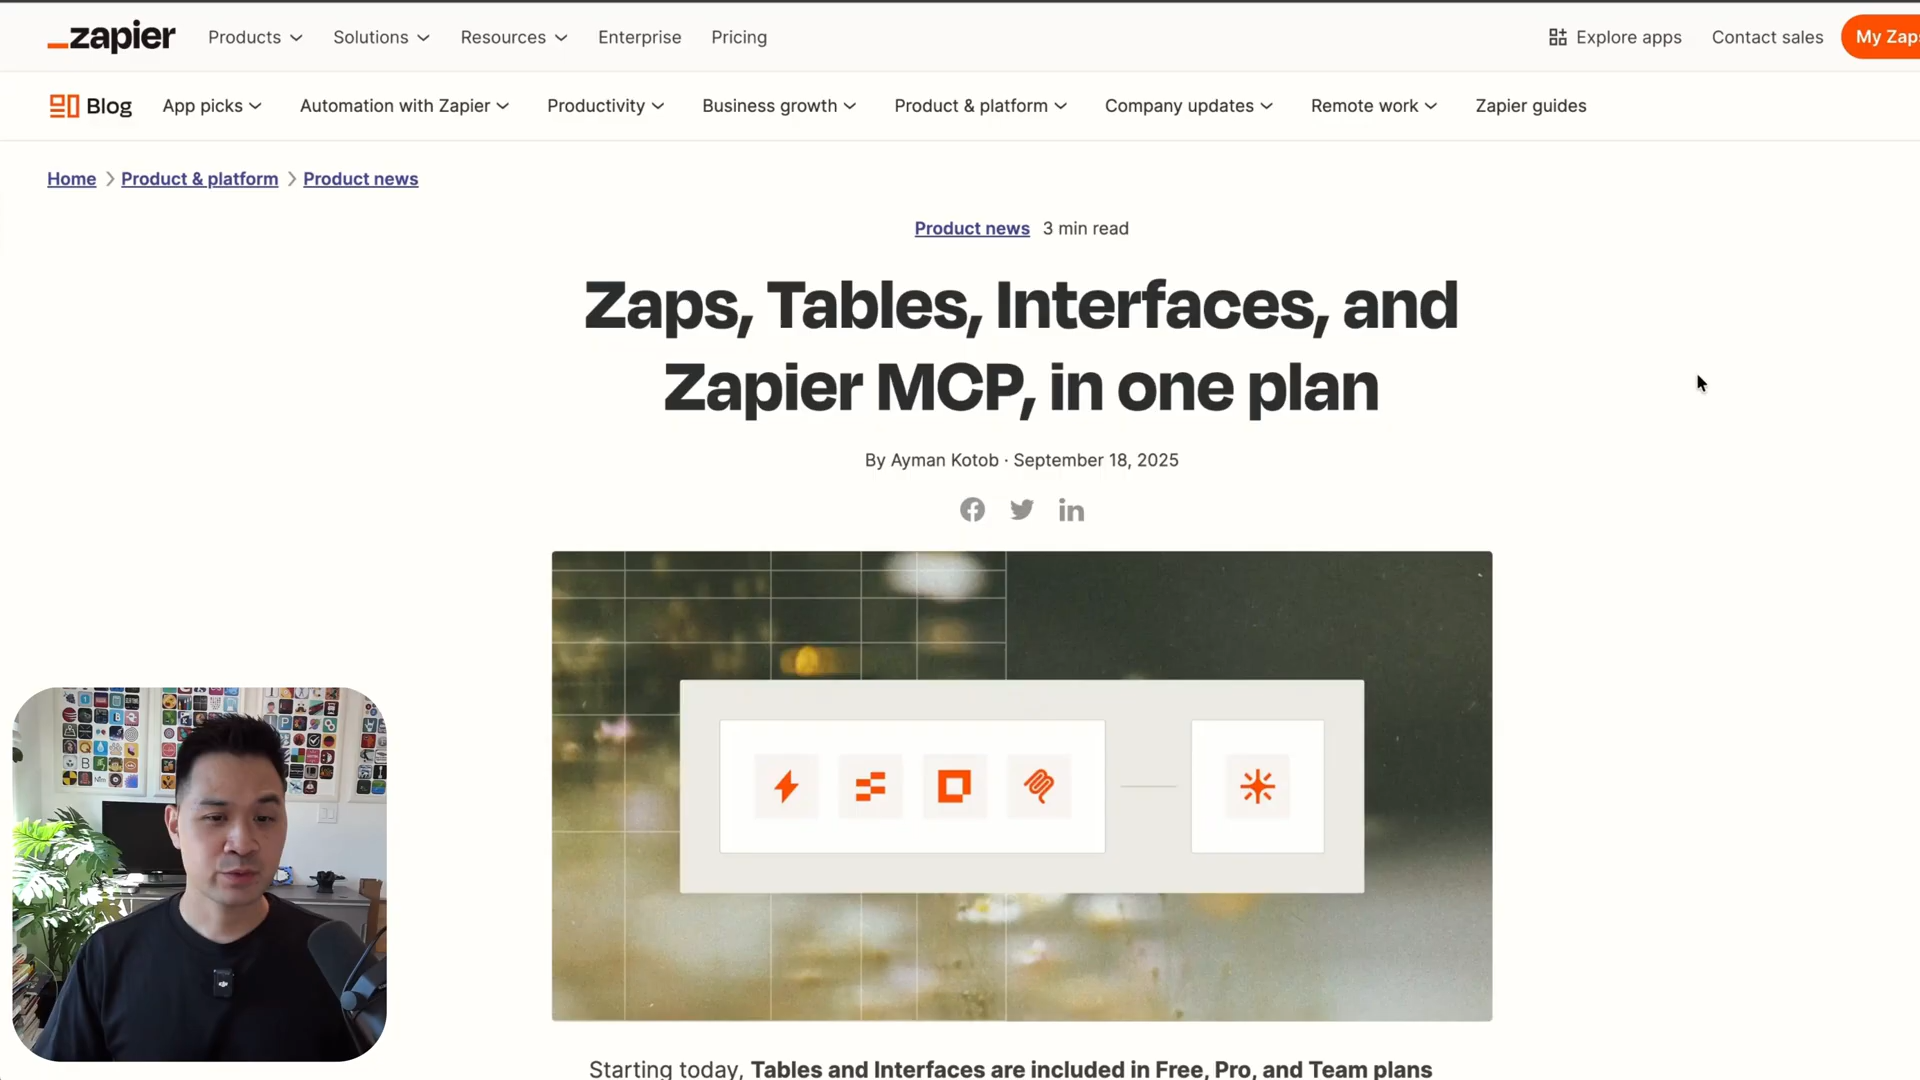 zapier Products Solutions Resources Enterprise Pricing Explore apps Contact sales My Zap
Blog App picks Automation with Zapier Productivity Business growth Product & platform Company updates Remote work Zapier guides
Home Product & platform Product news
Product news 3 min read
Zaps, Tables, Interfaces, and
Zapier MCP, in one plan
By Ayman Kotob · September 18, 2025
Starting today, Tables and Interfaces are included in Free, Pro, and Team plans